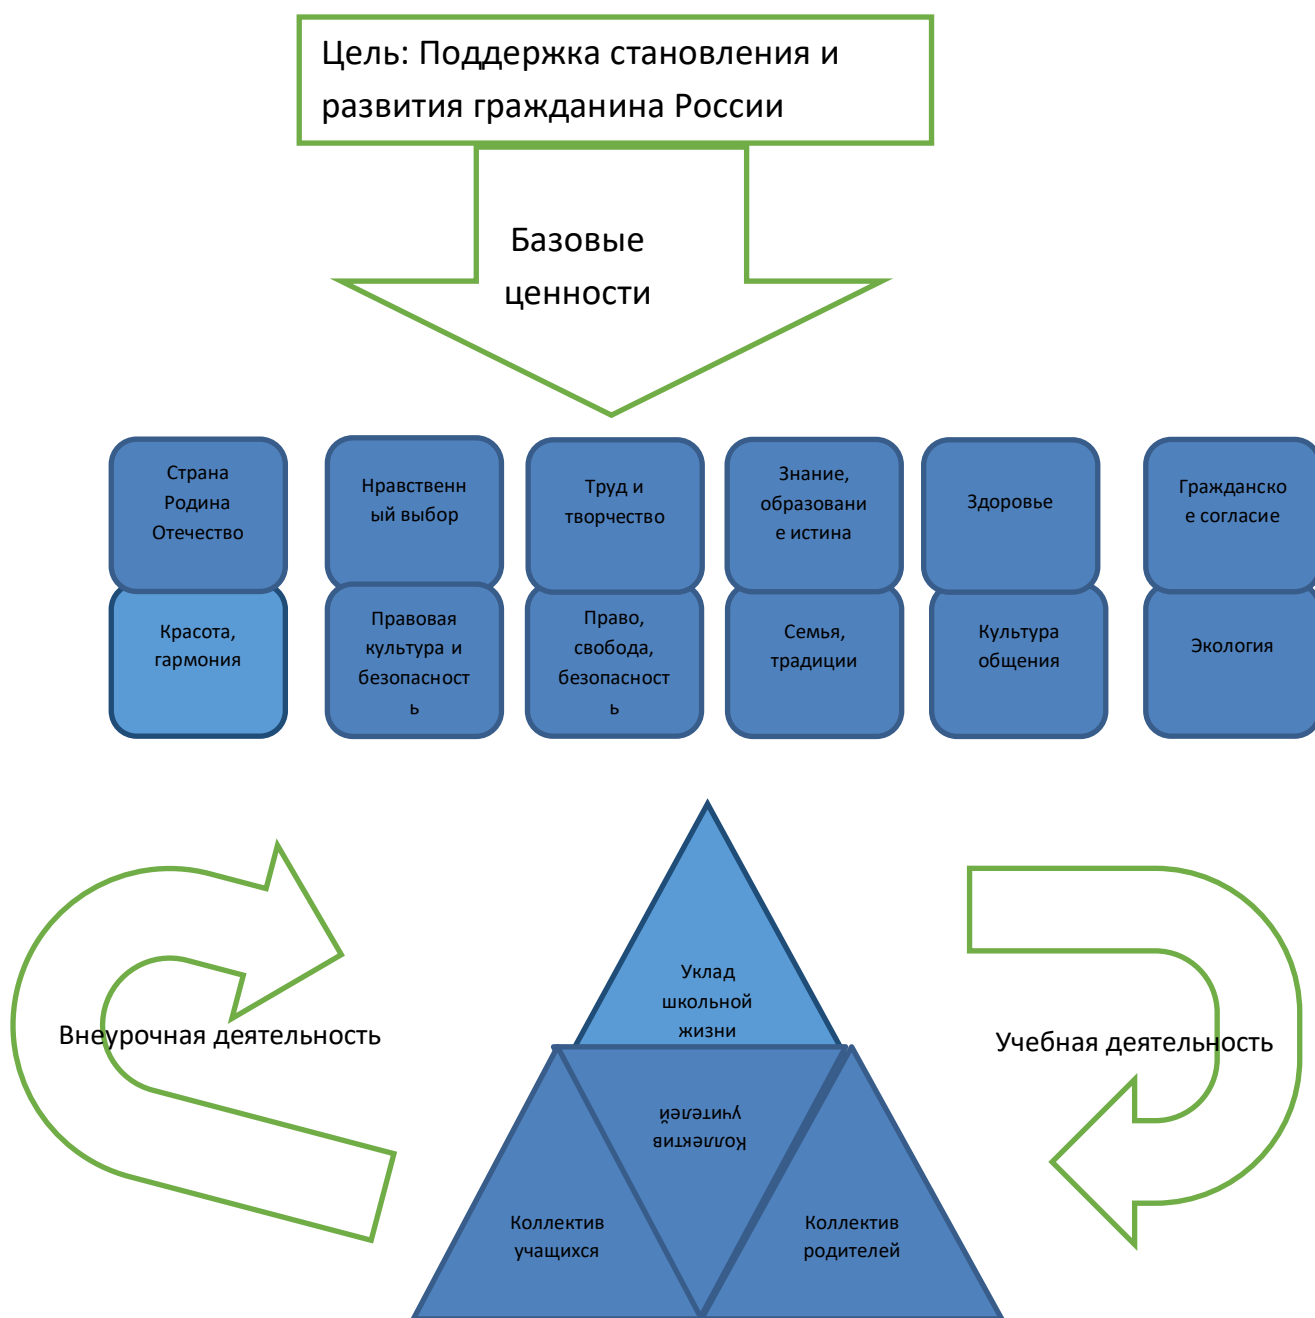 Цель: Поддержка становления и
развития гражданина России
Базовые
ценности
Страна
Родина
Отечество
Нравственн
ый выбор
Труд и
творчество
Знание,
образовани
е истина
Здоровье
Гражданско
е согласие
Красота,
гармония
Правовая
культура и
безопасност
ь
Право,
свобода,
безопасност
ь
Семья,
традиции
Культура
общения
Экология
Уклад
школьной
жизни
Внеурочная деятельность
Учебная деятельность
Коллектив
учителей
Коллектив
учащихся
Коллектив
родителей